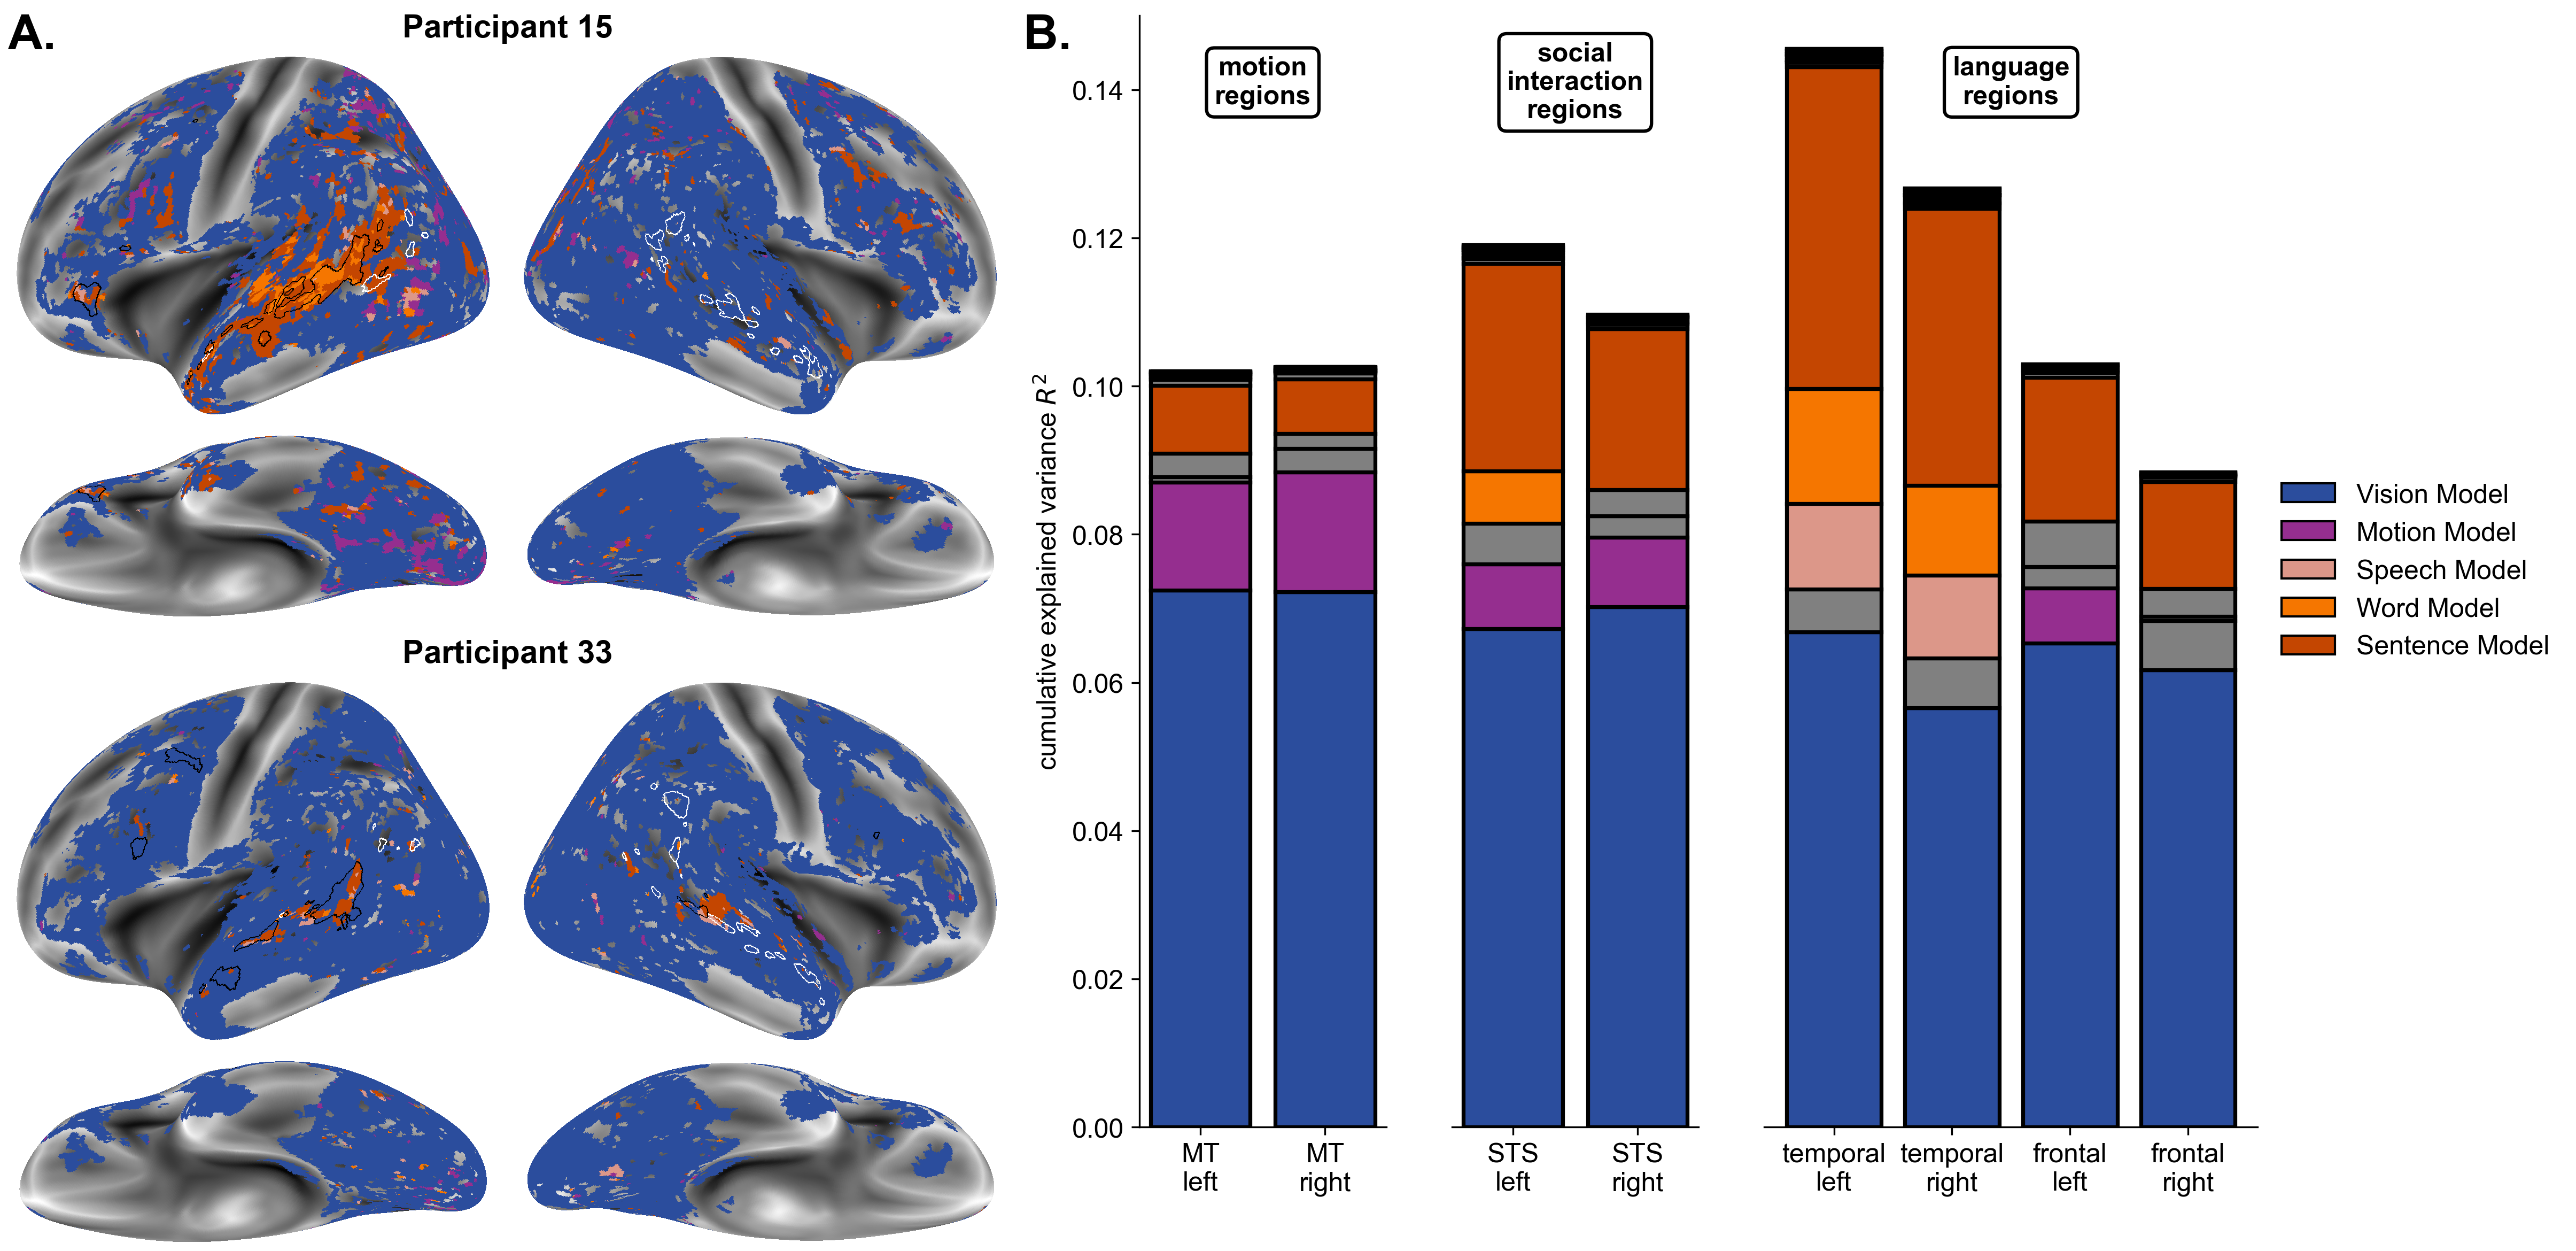 A.
Participant 15
Participant 33
B.
cumulative explained variance R²
0.14
0.12
0.10
0.08
0.06
0.04
0.02
0.00
motion
regions
social
interaction
regions
language
regions
MT
left
MT
right
STS
left
STS
right
temporal
left
temporal
right
frontal
left
frontal
right
Vision Model
Motion Model
Speech Model
Word Model
Sentence Model